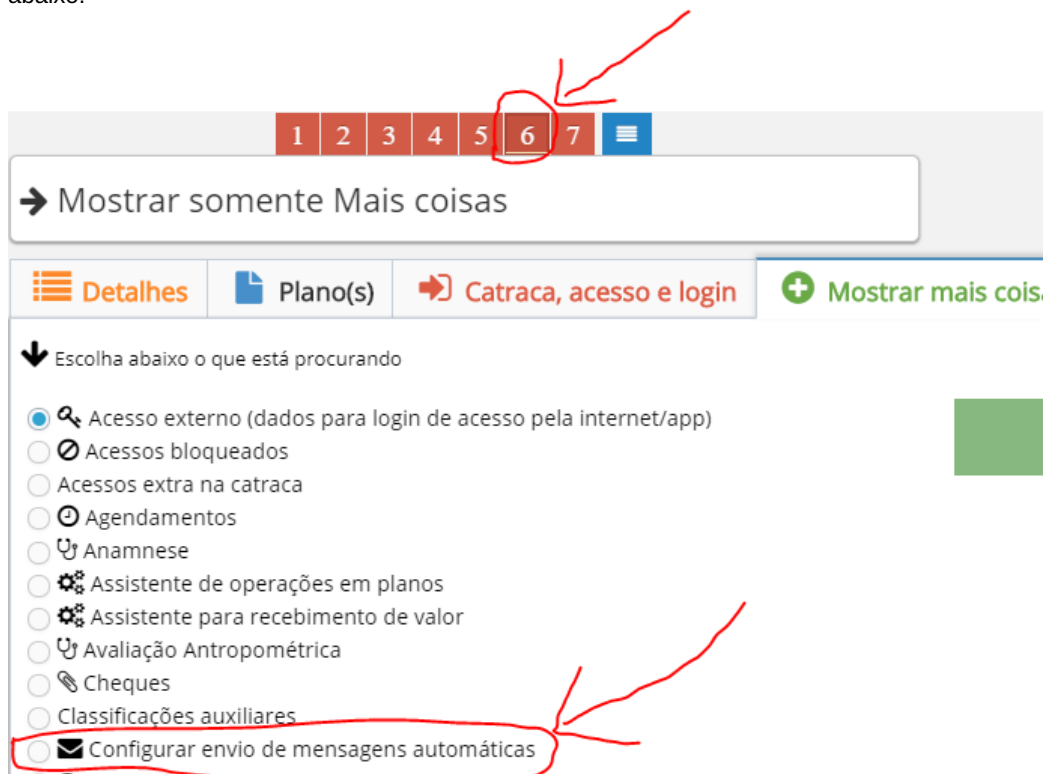 abaixo.
1 2 3 4 5 6 7
Mostrar somente Mais coisas
Detalhes Plano(s) Catraca, acesso e login Mostrar mais
Escolha abaixo o que está procurando
Acesso externo (dados para login de acesso pela internet/app)
Acessos bloqueados
Acessos extra na catraca
Agendamentos
Anamnese
Assistente de operações em planos
Assistente para recebimento de valor
Avaliação Antropométrica
Cheques
Classificações auxiliares
Configurar envio de mensagens automáticas